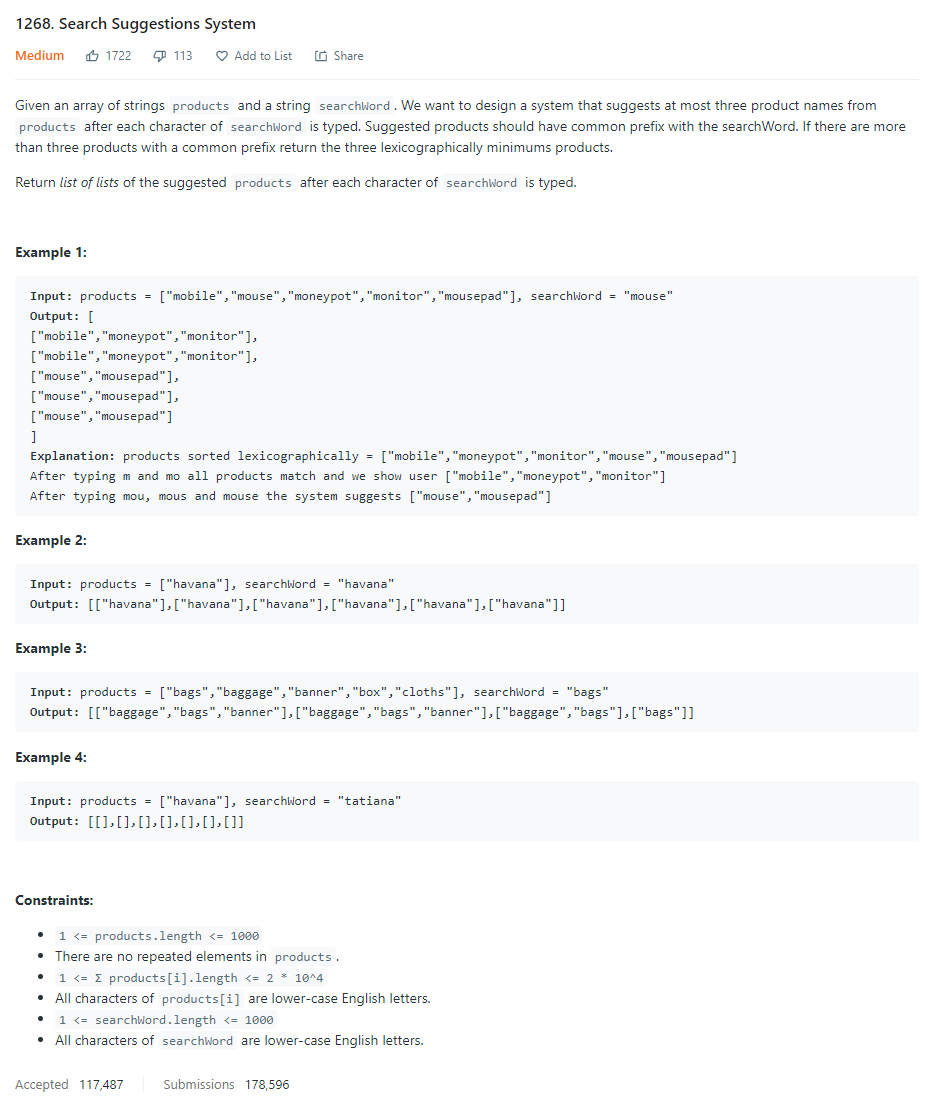 1268. Search Suggestions System
Medium 1722 113 Add to List Share
Given an array of strings products and a string searchWord . We want to design a system that suggests at most three product names from
products after each character of searchWord is typed. Suggested products should have common prefix with the searchWord. If there are more
than three products with a common prefix return the three lexicographically minimums products.
Return list of lists of the suggested products after each character of searchWord is typed.
Example 1:
Input: products = ["mobile","mouse","moneypot","monitor","mousepad"], searchWord = "mouse"
Output: [
["mobile","moneypot","monitor"],
["mobile","moneypot","monitor"],
["mouse","mousepad"],
["mouse","mousepad"],
["mouse","mousepad"]
]
Explanation: products sorted lexicographically = ["mobile","moneypot","monitor","mouse","mousepad"]
After typing m and mo all products match and we show user ["mobile","moneypot","monitor"]
After typing mou, mous and mouse the system suggests ["mouse","mousepad"]
Example 2:
Input: products = ["havana"], searchWord = "havana"
Output: [["havana"],["havana"],["havana"],["havana"],["havana"],["havana"]]
Example 3:
Input: products = ["bags","baggage","banner","box","cloths"], searchWord = "bags"
Output: [["baggage","bags","banner"],["baggage","bags","banner"],["baggage","bags"],["bags"]]
Example 4:
Input: products = ["havana"], searchWord = "tatiana"
Output: [[],[],[],[],[],[],[]]
Constraints:
• 1 <= products.length <= 1000
• There are no repeated elements in products .
• 1 <= Σ products[i].length <= 2 * 10^4
• All characters of products[i] are lower-case English letters.
• 1 <= searchWord.length <= 1000
• All characters of searchWord are lower-case English letters.
Accepted 117,487 Submissions 178,596